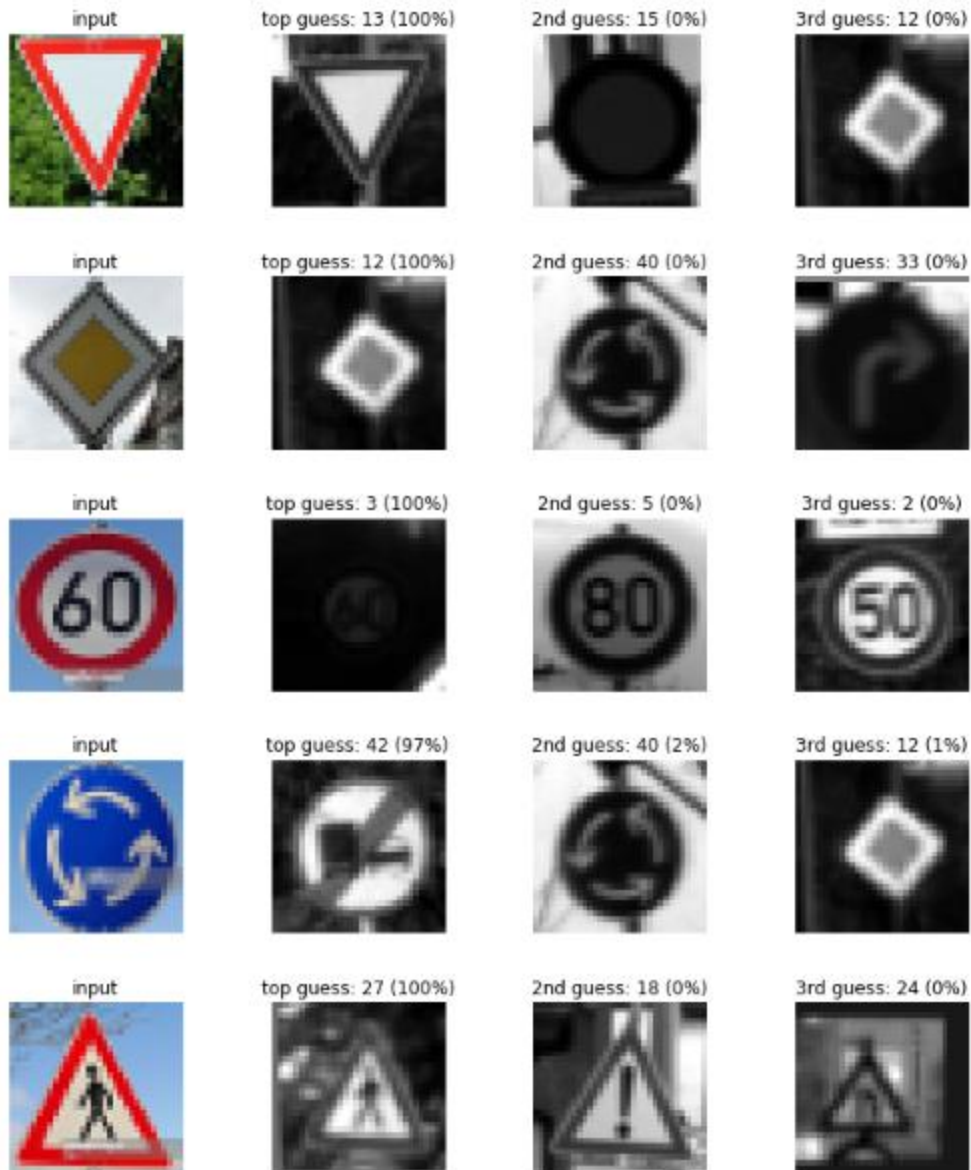 input top guess: 13 (100%) 2nd guess: 15 (0%) 3rd guess: 12 (0%)
input top guess: 12 (100%) 2nd guess: 40 (0%) 3rd guess: 33 (0%)
input top guess: 3 (100%) 2nd guess: 5 (0%) 3rd guess: 2 (0%)
60 60 80 50
input top guess: 42 (97%) 2nd guess: 40 (2%) 3rd guess: 12 (1%)
input top guess: 27 (100%) 2nd guess: 18 (0%) 3rd guess: 24 (0%)
!